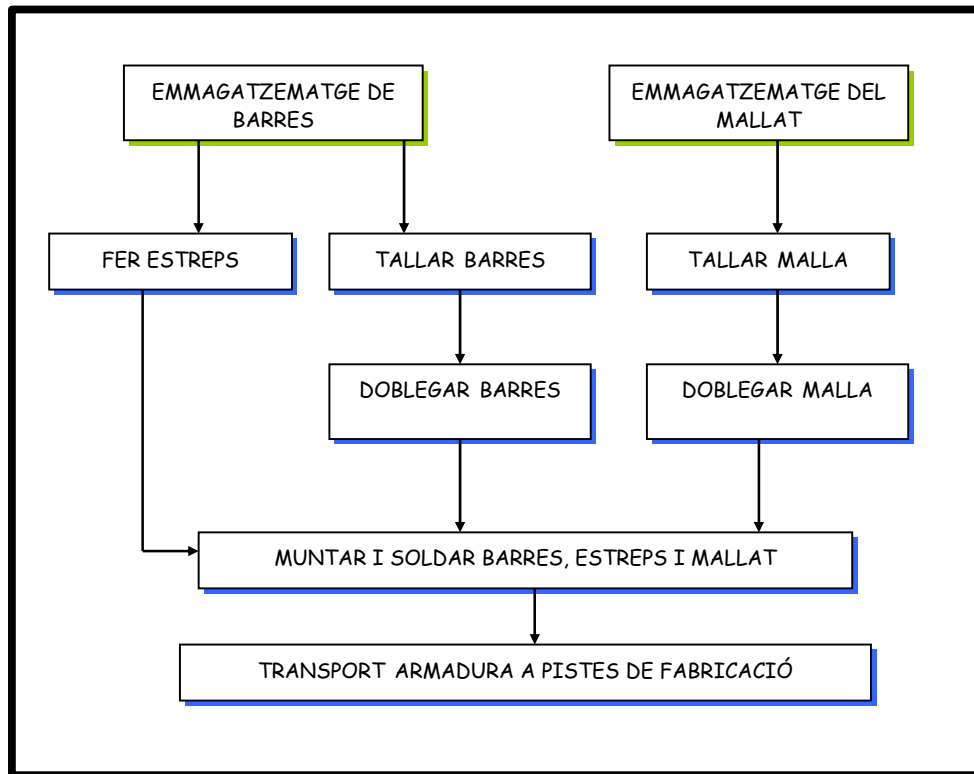 EMMAGATZEMATGE DE
BARRES
EMMAGATZEMATGE DEL
MALLAT
FER ESTREPS
TALLAR BARRES
TALLAR MALLA
DOBLEGAR BARRES
DOBLEGAR MALLA
MUNTAR I SOLDAR BARRES, ESTREPS I MALLAT
TRANSPORT ARMADURA A PISTES DE FABRICACIÓ